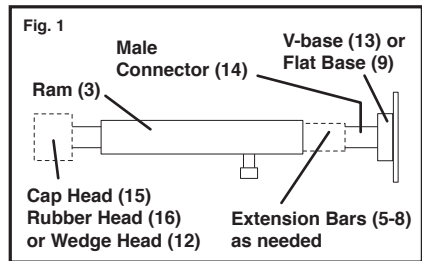 Fig. 1
Male
Connector (14)
V-base (13) or
Flat Base (9)
Ram (3)
Cap Head (15)
Rubber Head (16)
or Wedge Head (12)
Extension Bars (5-8)
as needed